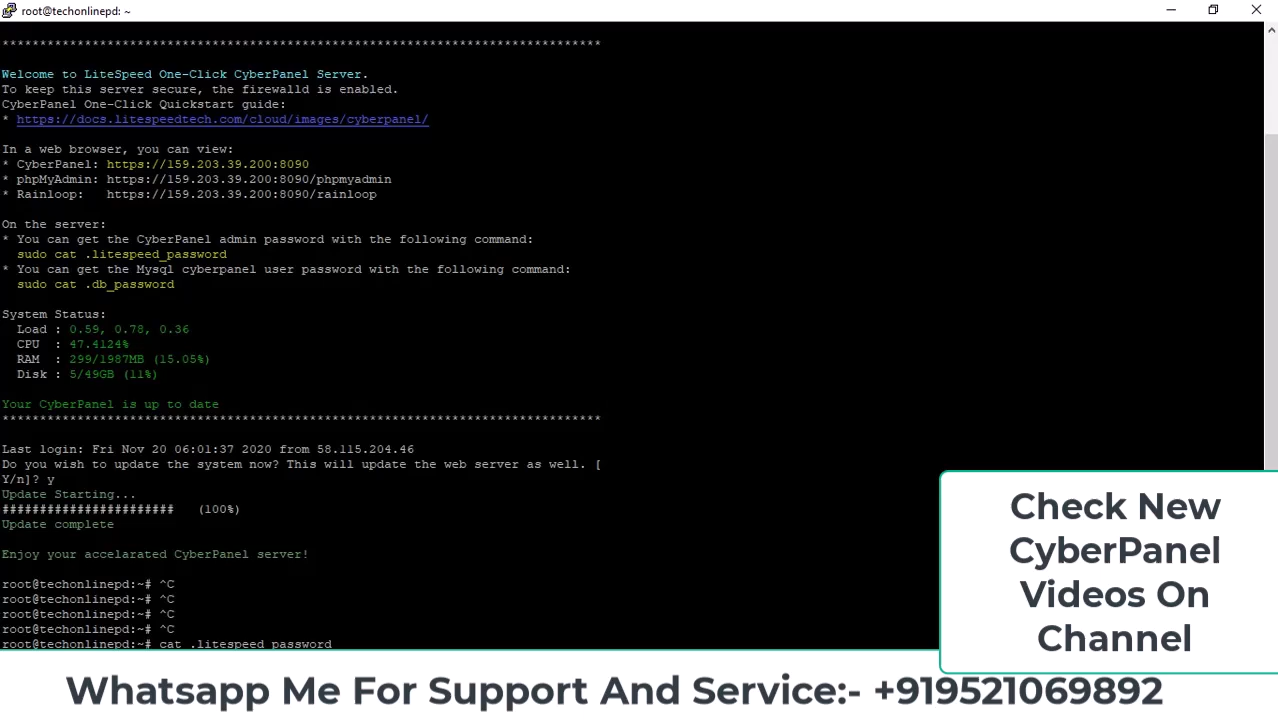 root@techonlinepd: ~
********************************************************************************
Welcome to LiteSpeed One-Click CyberPanel Server.
To keep this server secure, the firewalld is enabled.
CyberPanel One-Click Quickstart guide:
* https://docs.litespeedtech.com/cloud/images/cyberpanel/
In a web browser, you can view:
* CyberPanel: https://159.203.39.200:8090
* phpMyAdmin: https://159.203.39.200:8090/phpmyadmin
* Rainloop:   https://159.203.39.200:8090/rainloop
On the server:
* You can get the CyberPanel admin password with the following command:
sudo cat .litespeed_password
* You can get the Mysql cyberpanel user password with the following command:
sudo cat .db_password
System Status:
Load : 0.59, 0.78, 0.36
CPU  : 47.4124%
RAM  : 299/1987MB (15.05%)
Disk : 5/49GB (11%)
Your CyberPanel is up to date
********************************************************************************
Last login: Fri Nov 20 06:01:37 2020 from 58.115.204.46
Do you wish to update the system now? This will update the web server as well. [
Y/n]? y
Update Starting...
####################### (100%)
Update complete
Enjoy your accelarated CyberPanel server!
root@techonlinepd:~# ^C
root@techonlinepd:~# ^C
root@techonlinepd:~# ^C
root@techonlinepd:~# ^C
root@techonlinepd:~# cat .litespeed_password
Check New
CyberPanel
Videos On
Channel
Whatsapp Me For Support And Service:- +919521069892